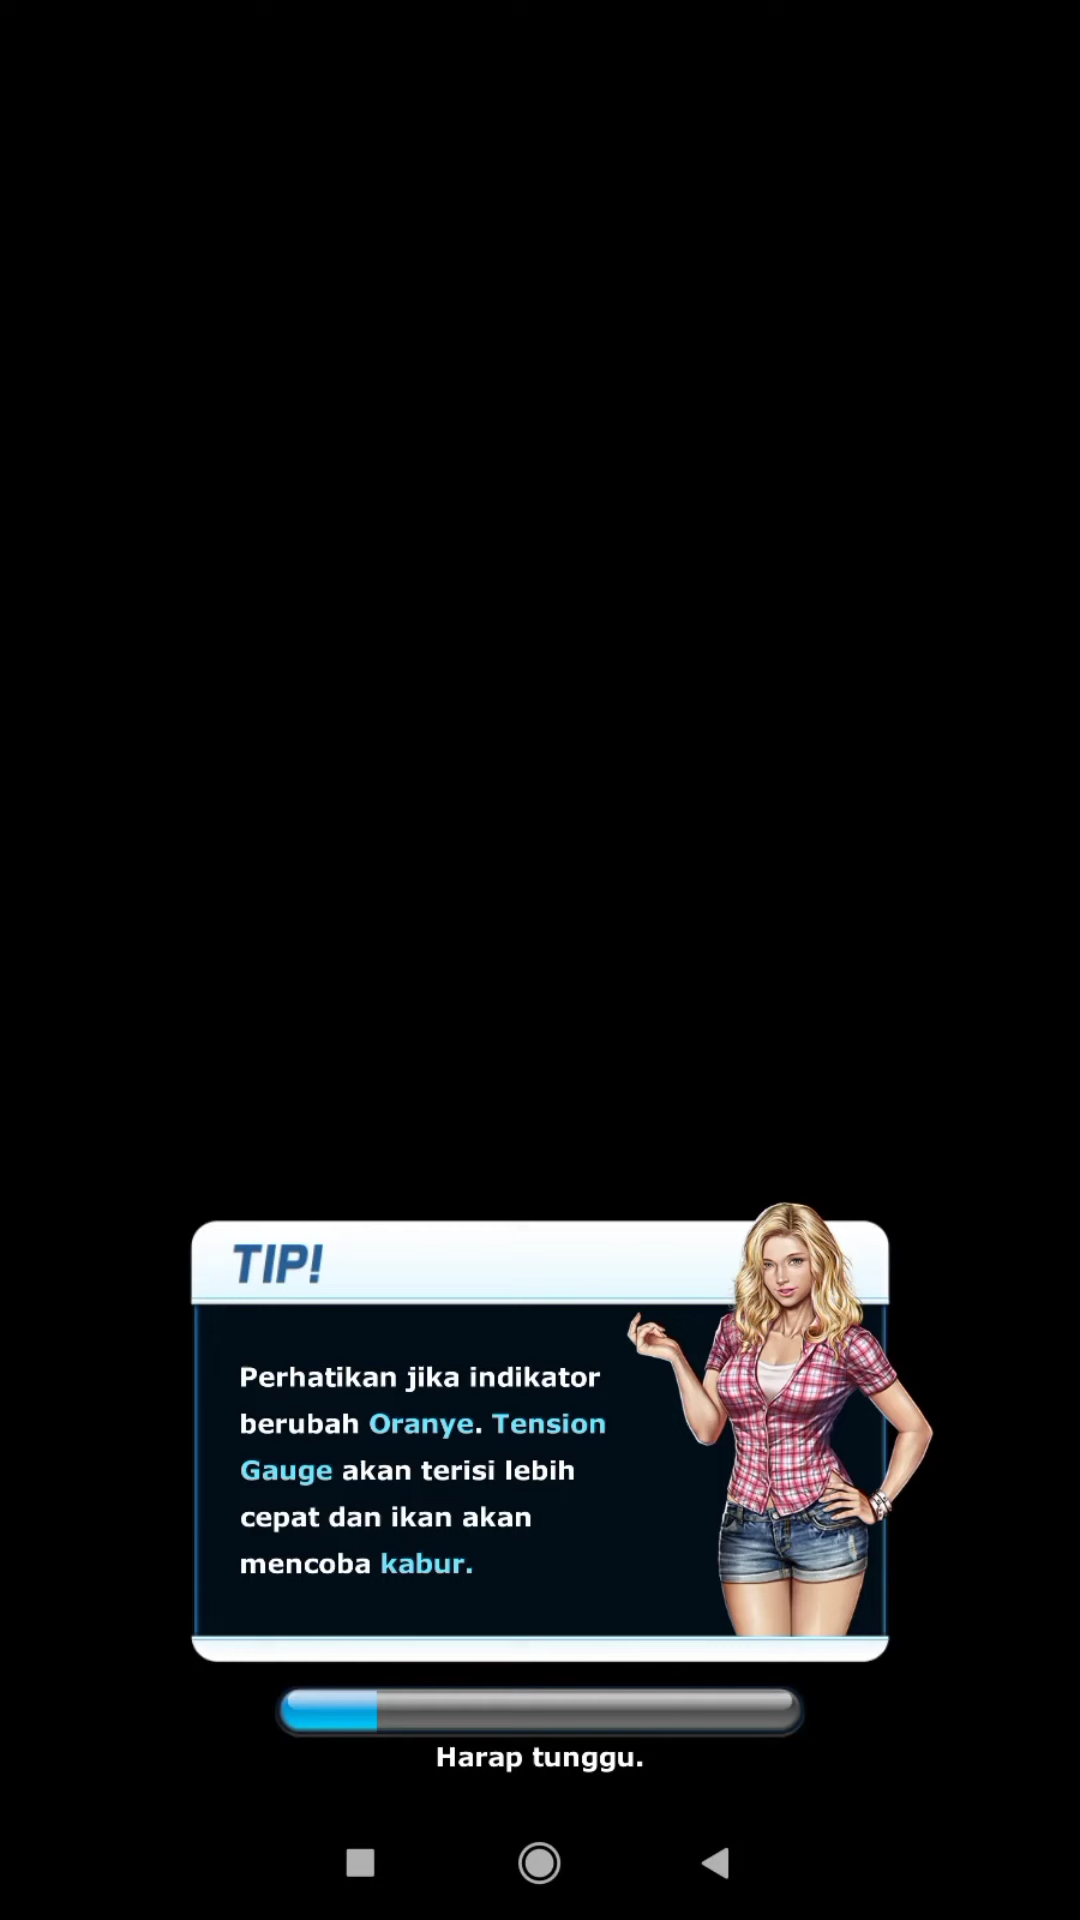 TIP!
Perhatikan jika indikator
berubah Oranye. Tension
Gauge akan terisi lebih
cepat dan ikan akan
mencoba kabur.
Harap tunggu.